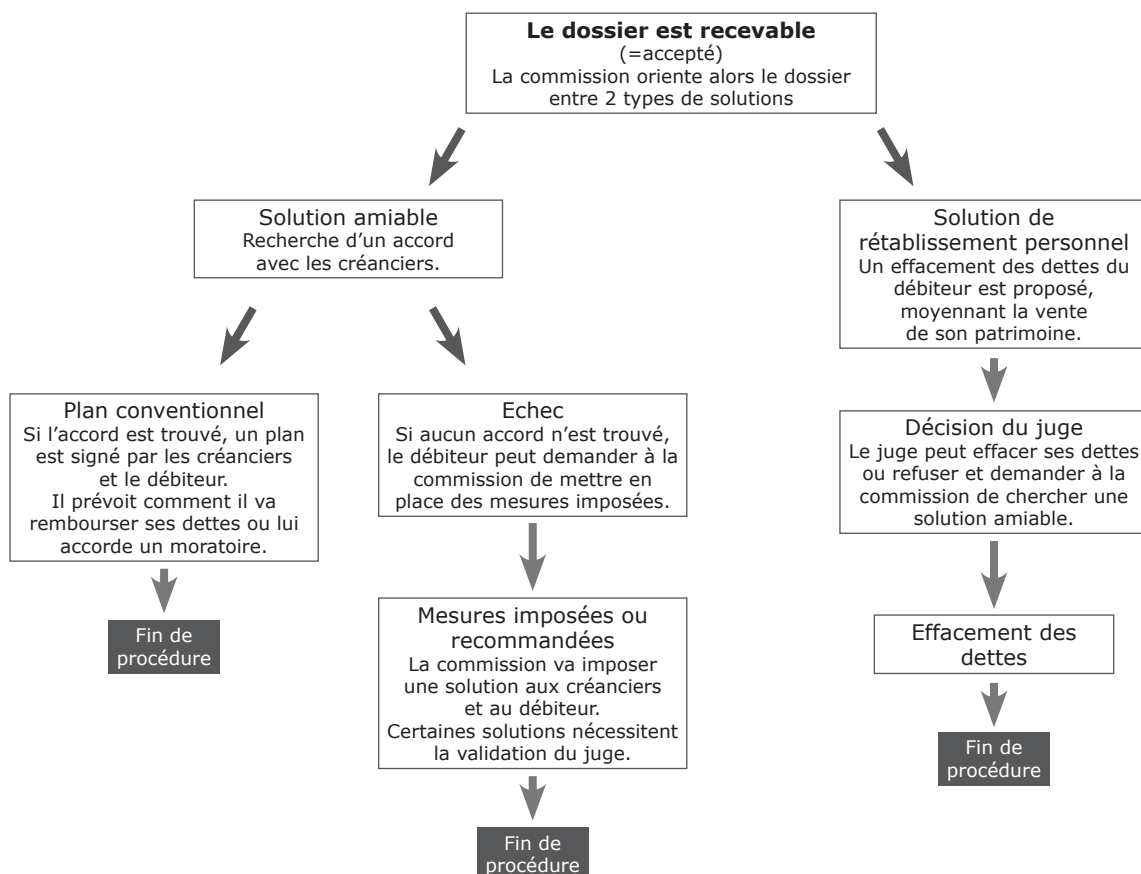 Le dossier est recevable
(=accepté)
La commission oriente alors le dossier
entre 2 types de solutions
Solution amiable
Recherche d’un accord
avec les créanciers.
Solution de
rétablissement personnel
Un effacement des dettes du
débiteur est proposé,
moyennant la vente
de son patrimoine.
Plan conventionnel
Si l’accord est trouvé, un plan
est signé par les créanciers
et le débiteur.
Il prévoit comment il va
rembourser ses dettes ou lui
accorde un moratoire.
Echec
Si aucun accord n’est trouvé,
le débiteur peut demander à la
commission de mettre en
place des mesures imposées.
Décision du juge
Le juge peut effacer ses dettes
ou refuser et demander à la
commission de chercher une
solution amiable.
Fin de
procédure
Mesures imposées ou
recommandées
La commission va imposer
une solution aux créanciers
et au débiteur.
Certaines solutions nécessitent
la validation du juge.
Effacement des
dettes
Fin de
procédure
Fin de
procédure